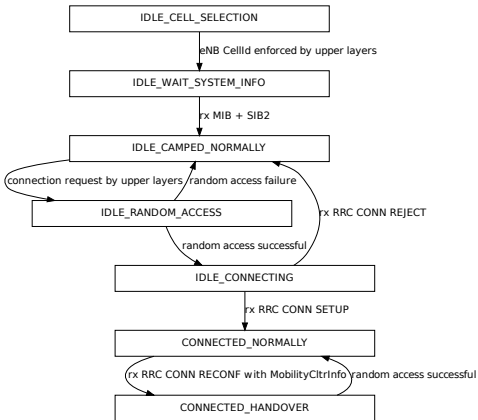 IDLE_CELL_SELECTION
eNB CellId enforced by upper layers
IDLE_WAIT_SYSTEM_INFO
rx MIB + SIB2
IDLE_CAMPED_NORMALLY
connection request by upper layers
random access failure
IDLE_RANDOM_ACCESS
rx RRC CONN REJECT
random access successful
IDLE_CONNECTING
rx RRC CONN SETUP
CONNECTED_NORMALLY
rx RRC CONN RECONF with MobilityCltrInfo
random access successful
CONNECTED_HANDOVER